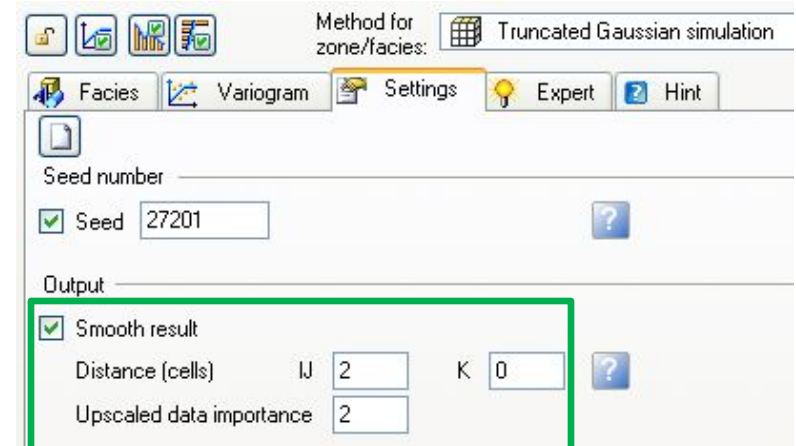 Method for
zone/facies: Truncated Gaussian simulation
Facies Variogram Settings Expert ? Hint
Seed number
Seed 27201 ?
Output
Smooth result
Distance (cells) IJ 2 K 0 ?
Upscaled data importance 2